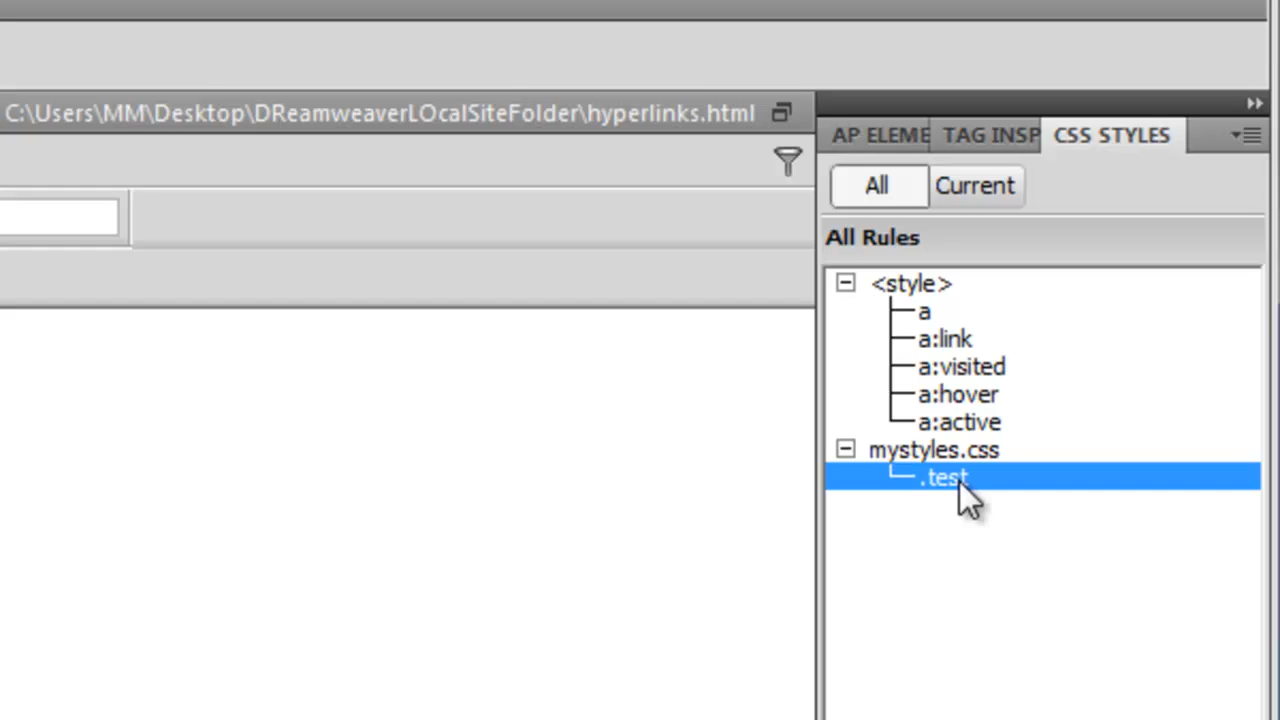 C:\Users\MM\Desktop\DReamweaverLOcalSiteFolder\hyperlinks.html
AP ELEME TAG INSP CSS STYLES
All Current
All Rules
<style>
a
a:link
a:visited
a:hover
a:active
mystyles.css
.test